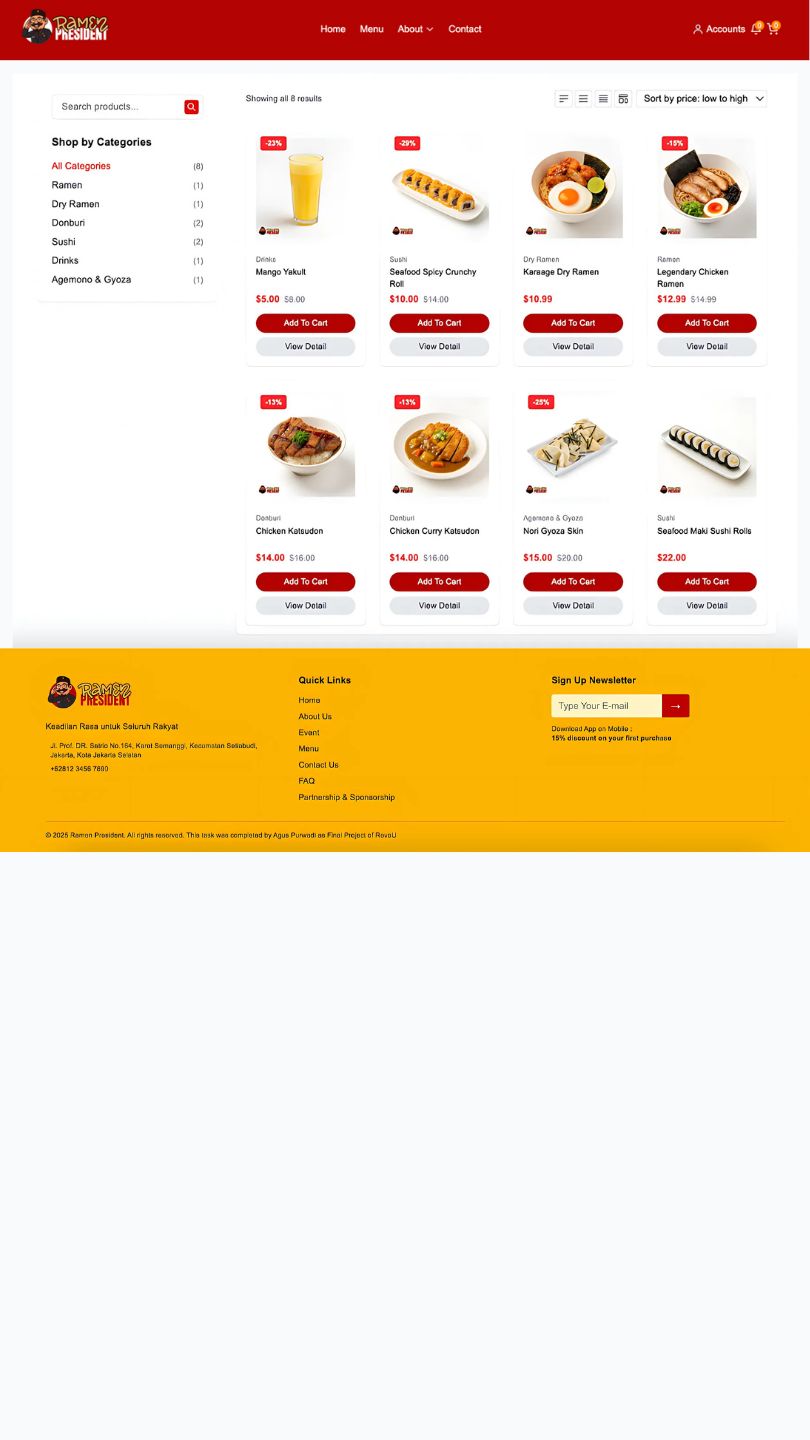 RAMEN
PRESIDENT
Home
Menu
About
Contact
Accounts
0
0
Search products...
Shop by Categories
All Categories (8)
Ramen (1)
Dry Ramen (1)
Donburi (2)
Sushi (2)
Drinks (1)
Agemono & Gyoza (1)
Showing all 8 results
Sort by price: low to high
-23%
Drinks
Mango Yakult
$5.00 $8.00
Add To Cart
View Detail
-29%
Sushi
Seafood Spicy Crunchy
Roll
$10.00 $14.00
Add To Cart
View Detail
Dry Ramen
Karaage Dry Ramen
$10.99
Add To Cart
View Detail
-15%
Ramen
Legendary Chicken
Ramen
$12.99 $14.99
Add To Cart
View Detail
-13%
Donburi
Chicken Katsudon
$14.00 $16.00
Add To Cart
View Detail
-13%
Donburi
Chicken Curry Katsudon
$14.00 $16.00
Add To Cart
View Detail
-25%
Agemono & Gyoza
Nori Gyoza Skin
$15.00 $20.00
Add To Cart
View Detail
Sushi
Seafood Maki Sushi Rolls
$22.00
Add To Cart
View Detail
RAMEN
PRESIDENT
Keadilan Rasa untuk Seluruh Rakyat
Jl. Prof. DR. Satrio No.164, Karet Semanggi, Kecamatan Setiabudi,
Jakarta, Kota Jakarta Selatan
+62812 3456 7890
Quick Links
Home
About Us
Event
Menu
Contact Us
FAQ
Partnership & Sponsorship
Sign Up Newsletter
Type Your E-mail
→
Download App on Mobile ;
15% discount on your first purchase
© 2025 Ramen President. All rights reserved. This task was completed by Agus Purwadi as Final Project of RevoU